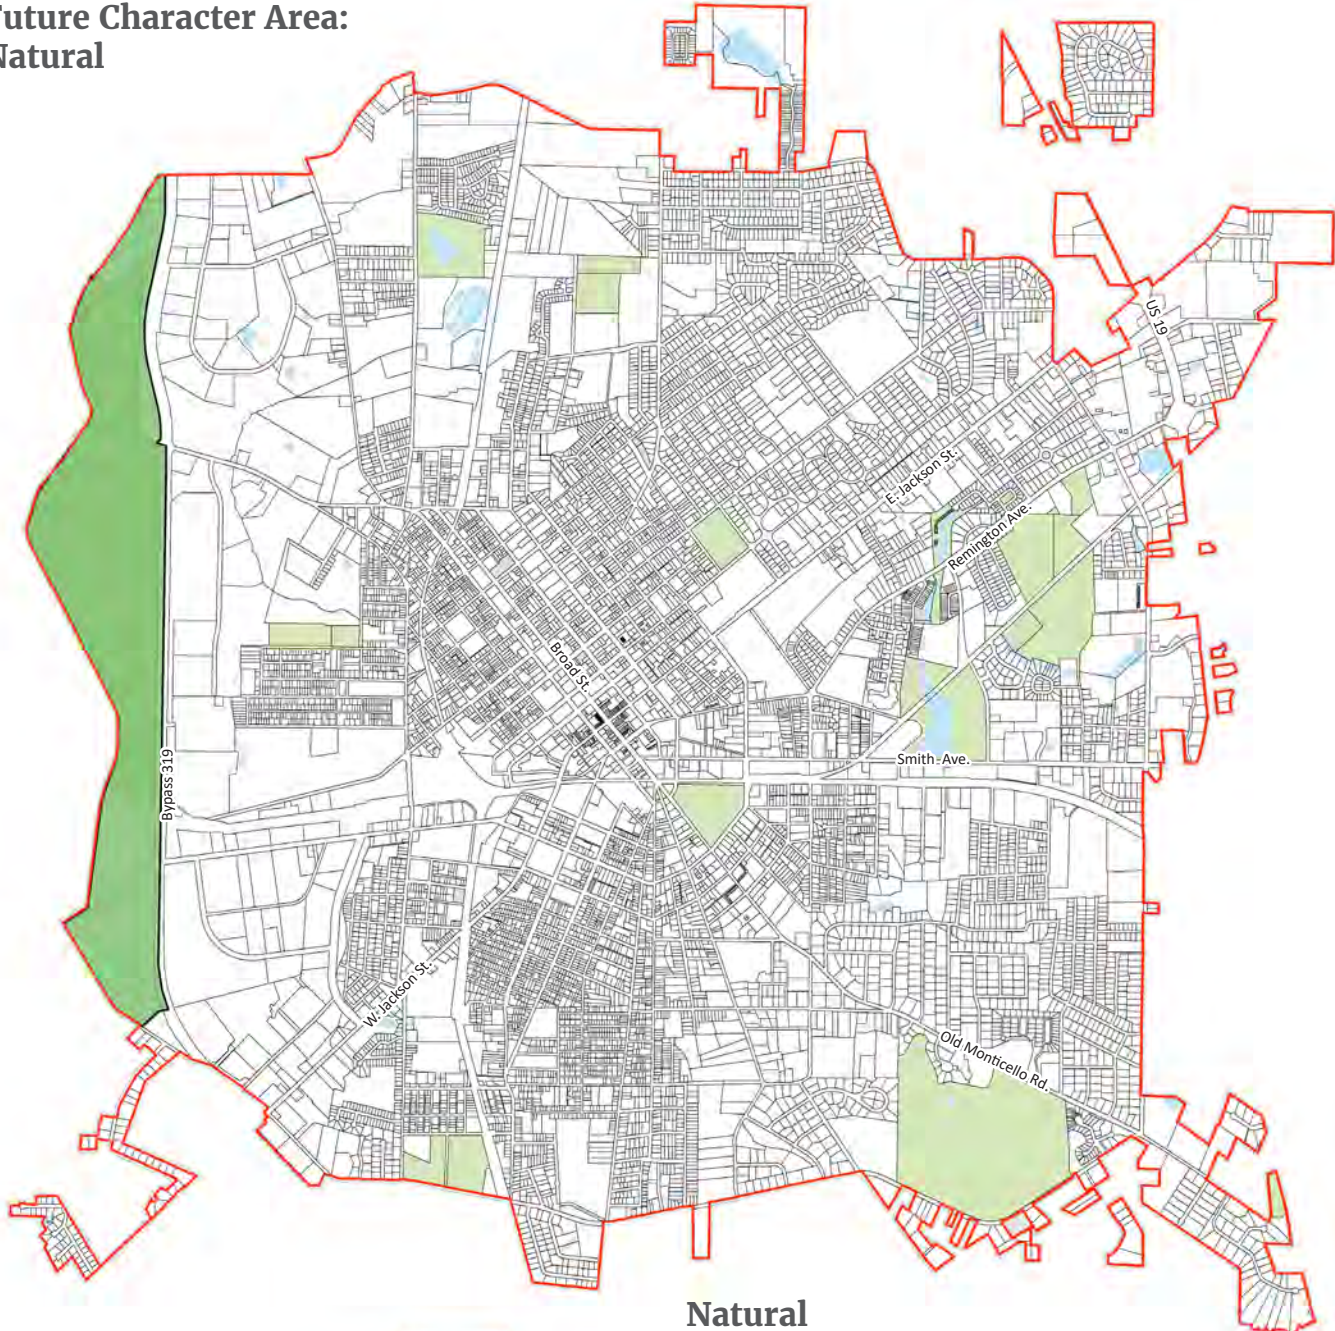 Future Character Area:
Natural
US 19
E. Jackson St.
Remington Ave.
Broad St.
Smith Ave.
Bypass 319
W. Jackson St.
Old Monticello Rd.
Natural